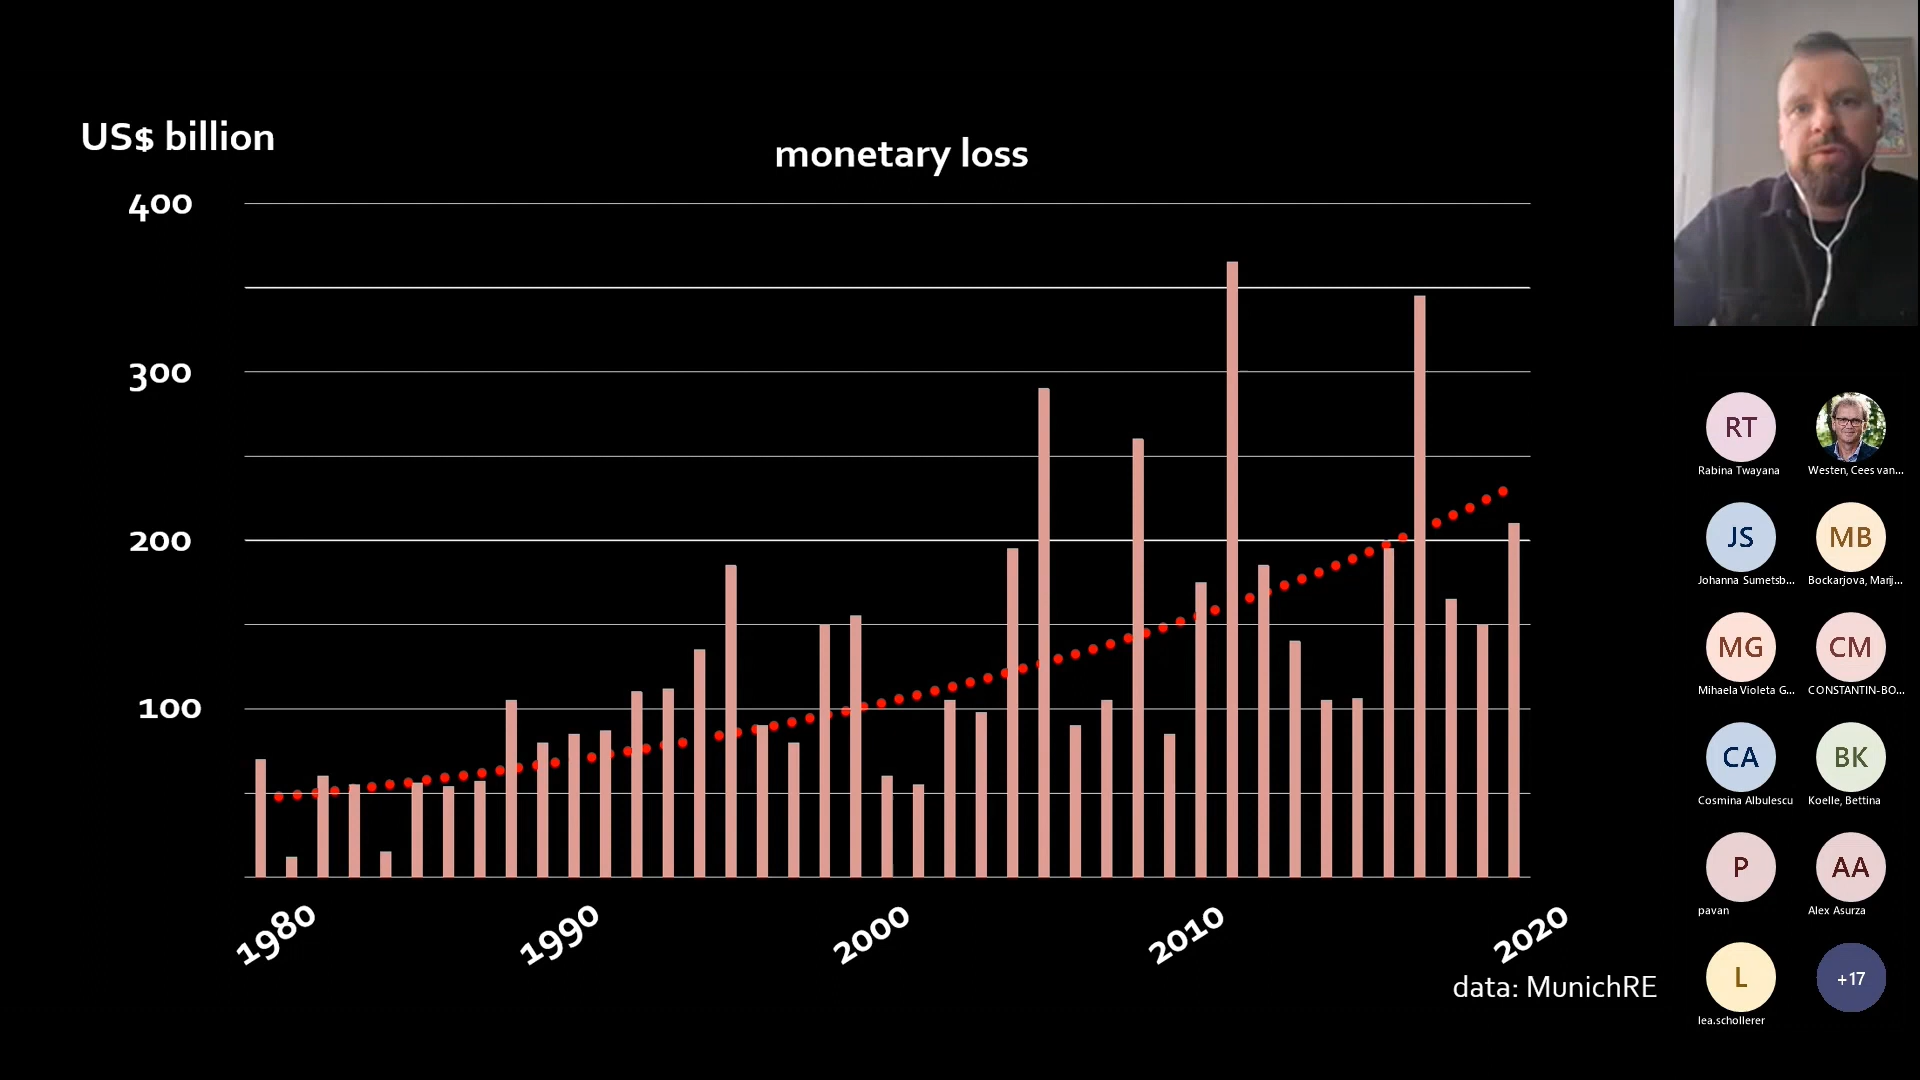 US$ billion
monetary loss
400
300
200
100
1980
1990
2000
2010
2020
data: MunichRE
RT
Rabina Twayana
Westen, Cees van...
JS
Johanna Sumetsb...
MB
Bockarjova, Marij...
MG
Mihaela Violeta G...
CM
CONSTANTIN-BO...
CA
Cosmina Albulescu
BK
Koelle, Bettina
P
pavan
AA
Alex Asurza
L
lea.schollerer
+17